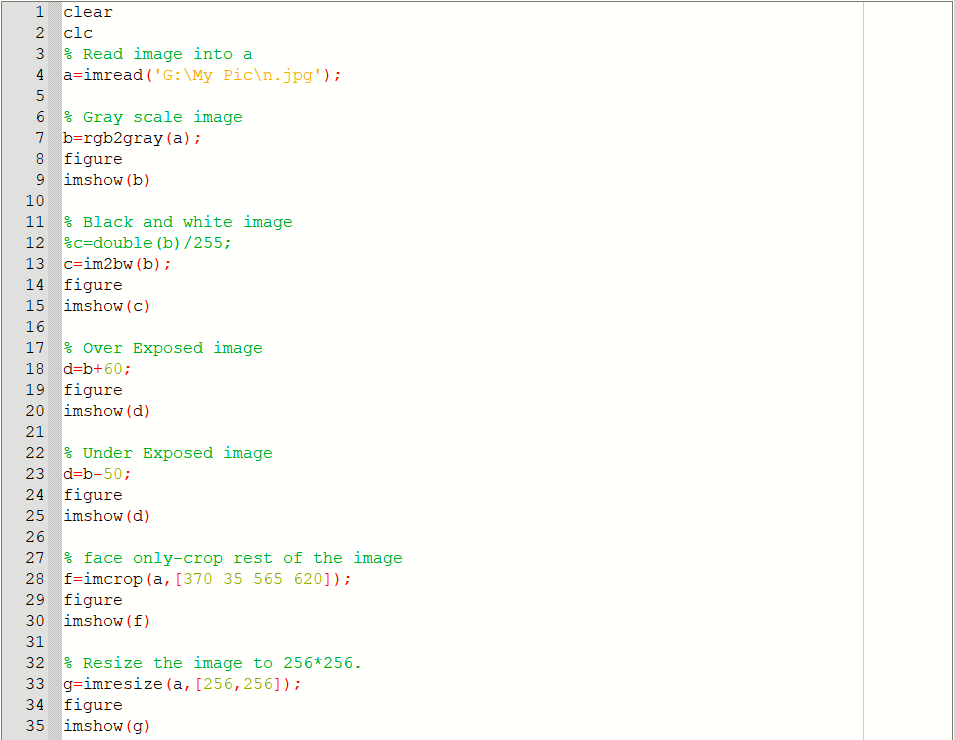 1 clear
2 clc
3 % Read image into a
4 a=imread('G:\My Pic\n.jpg');
5
6 % Gray scale image
7 b=rgb2gray(a);
8 figure
9 imshow(b)
10
11 % Black and white image
12 %c=double(b)/255;
13 c=im2bw(b);
14 figure
15 imshow(c)
16
17 % Over Exposed image
18 d=b+60;
19 figure
20 imshow(d)
21
22 % Under Exposed image
23 d=b-50;
24 figure
25 imshow(d)
26
27 % face only-crop rest of the image
28 f=imcrop(a,[370 35 565 620]);
29 figure
30 imshow(f)
31
32 % Resize the image to 256*256.
33 g=imresize(a,[256,256]);
34 figure
35 imshow(g)